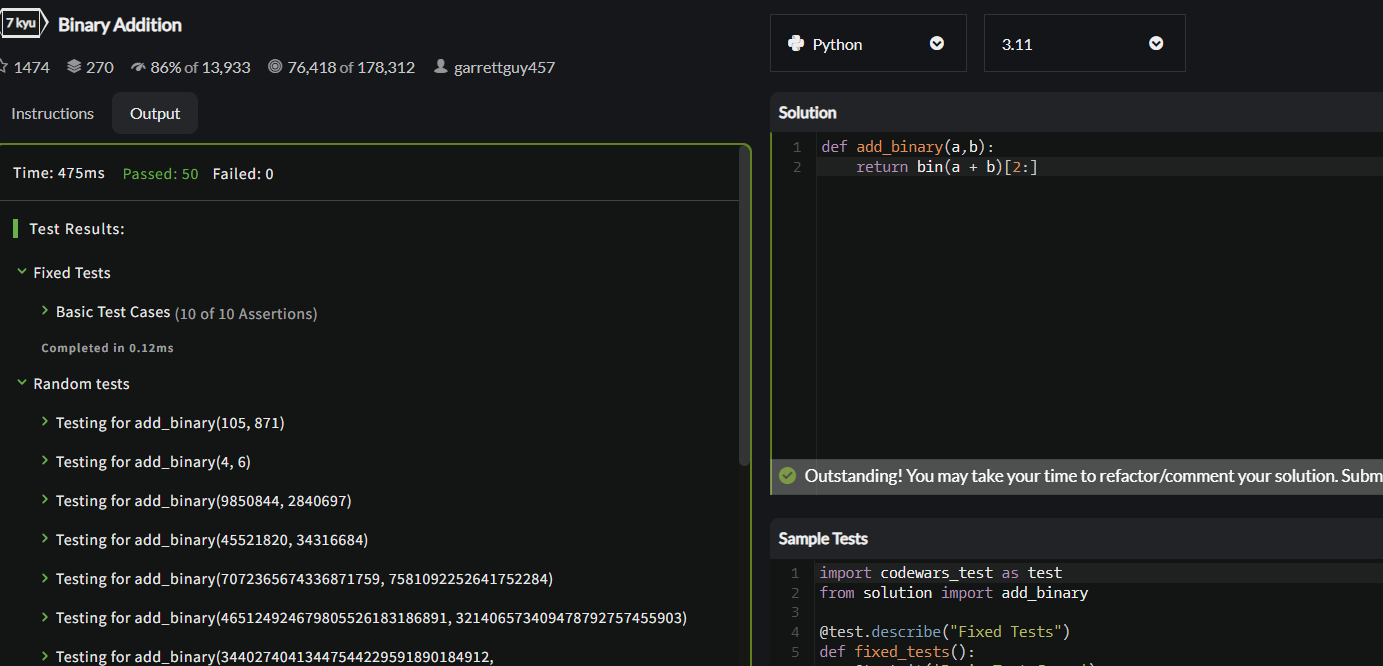 7 kyu Binary Addition
1474 270 86% of 13,933 76,418 of 178,312 garrettguy457
Instructions Output
Time: 475ms Passed: 50 Failed: 0
Test Results:
Fixed Tests
Basic Test Cases (10 of 10 Assertions)
Completed in 0.12ms
Random tests
Testing for add_binary(105, 871)
Testing for add_binary(4, 6)
Testing for add_binary(9850844, 2840697)
Testing for add_binary(45521820, 34316684)
Testing for add_binary(7072365674336871759, 7581092252641752284)
Testing for add_binary(465124924679805526183186891, 321406573409478792757455903)
Testing for add_binary(34402740413447544229591890184912,
Python 3.11
Solution
1 def add_binary(a,b):
2 return bin(a + b)[2:]
Outstanding! You may take your time to refactor/comment your solution. Subm
Sample Tests
1 import codewars_test as test
2 from solution import add_binary
3
4 @test.describe("Fixed Tests")
5 def fixed_tests():